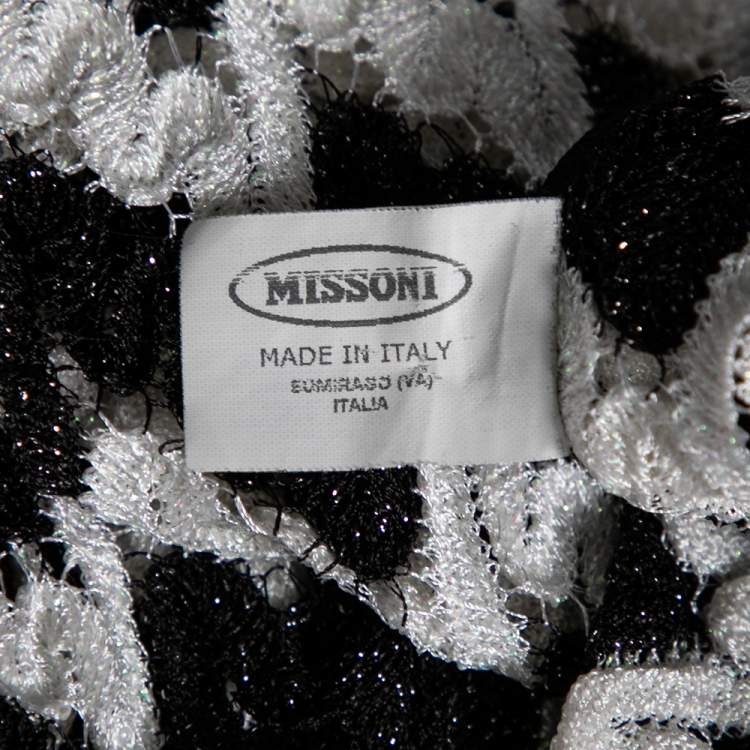 MISSONI
MADE IN ITALY
SUMIRAGO (VA)
ITALIA